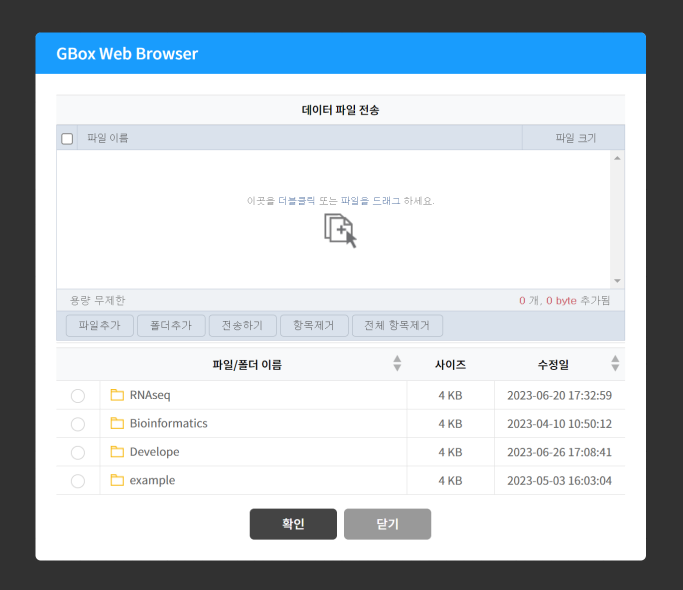 GBox Web Browser
데이터 파일 전송
파일 이름 파일 크기
이곳을 더블클릭 또는 파일을 드래그 하세요.
용량 무제한 0 개, 0 byte 추가됨
파일추가 폴더추가 전송하기 항목제거 전체 항목제거
파일/폴더 이름 사이즈 수정일
RNAseq 4 KB 2023-06-20 17:32:59
Bioinformatics 4 KB 2023-04-10 10:50:12
Develope 4 KB 2023-06-26 17:08:41
example 4 KB 2023-05-03 16:03:04
확인 닫기